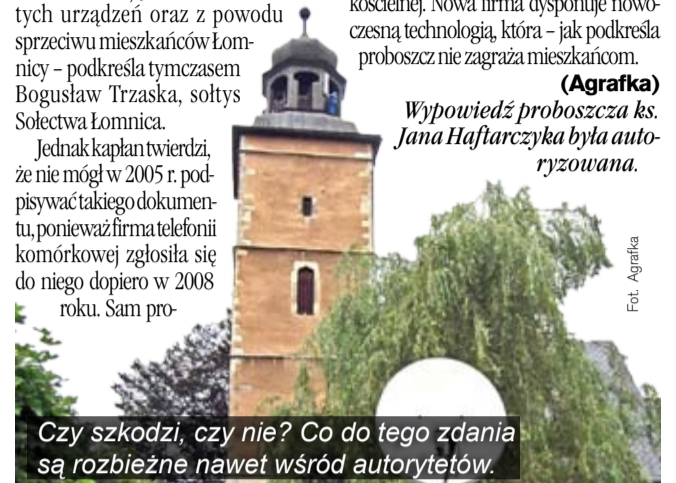 tych urządzeń oraz z powodu
sprzeciwu mieszkańców Łom-
nicy – podkreśla tymczasem
Bogusław Trzaska, sołtys
Sołectwa Łomnica.
Jednak kapłan twierdzi,
że nie mógł w 2005 r. pod-
pisywać takiego dokumen-
tu, ponieważ firma telefonii
komórkowej zgłosiła się
do niego dopiero w 2008
roku. Sam pro-
kościelnej. Nowa firma dysponuje nowo-
czesną technologią, która – jak podkreśla
proboszcz nie zagraża mieszkańcom.
(Agrafka)
Wypowiedź proboszcza ks.
Jana Haftarczyka była auto-
ryzowana.
Fot. Agrafka
Czy szkodzi, czy nie? Co do tego zdania
są rozbieżne nawet wśród autorytetów.